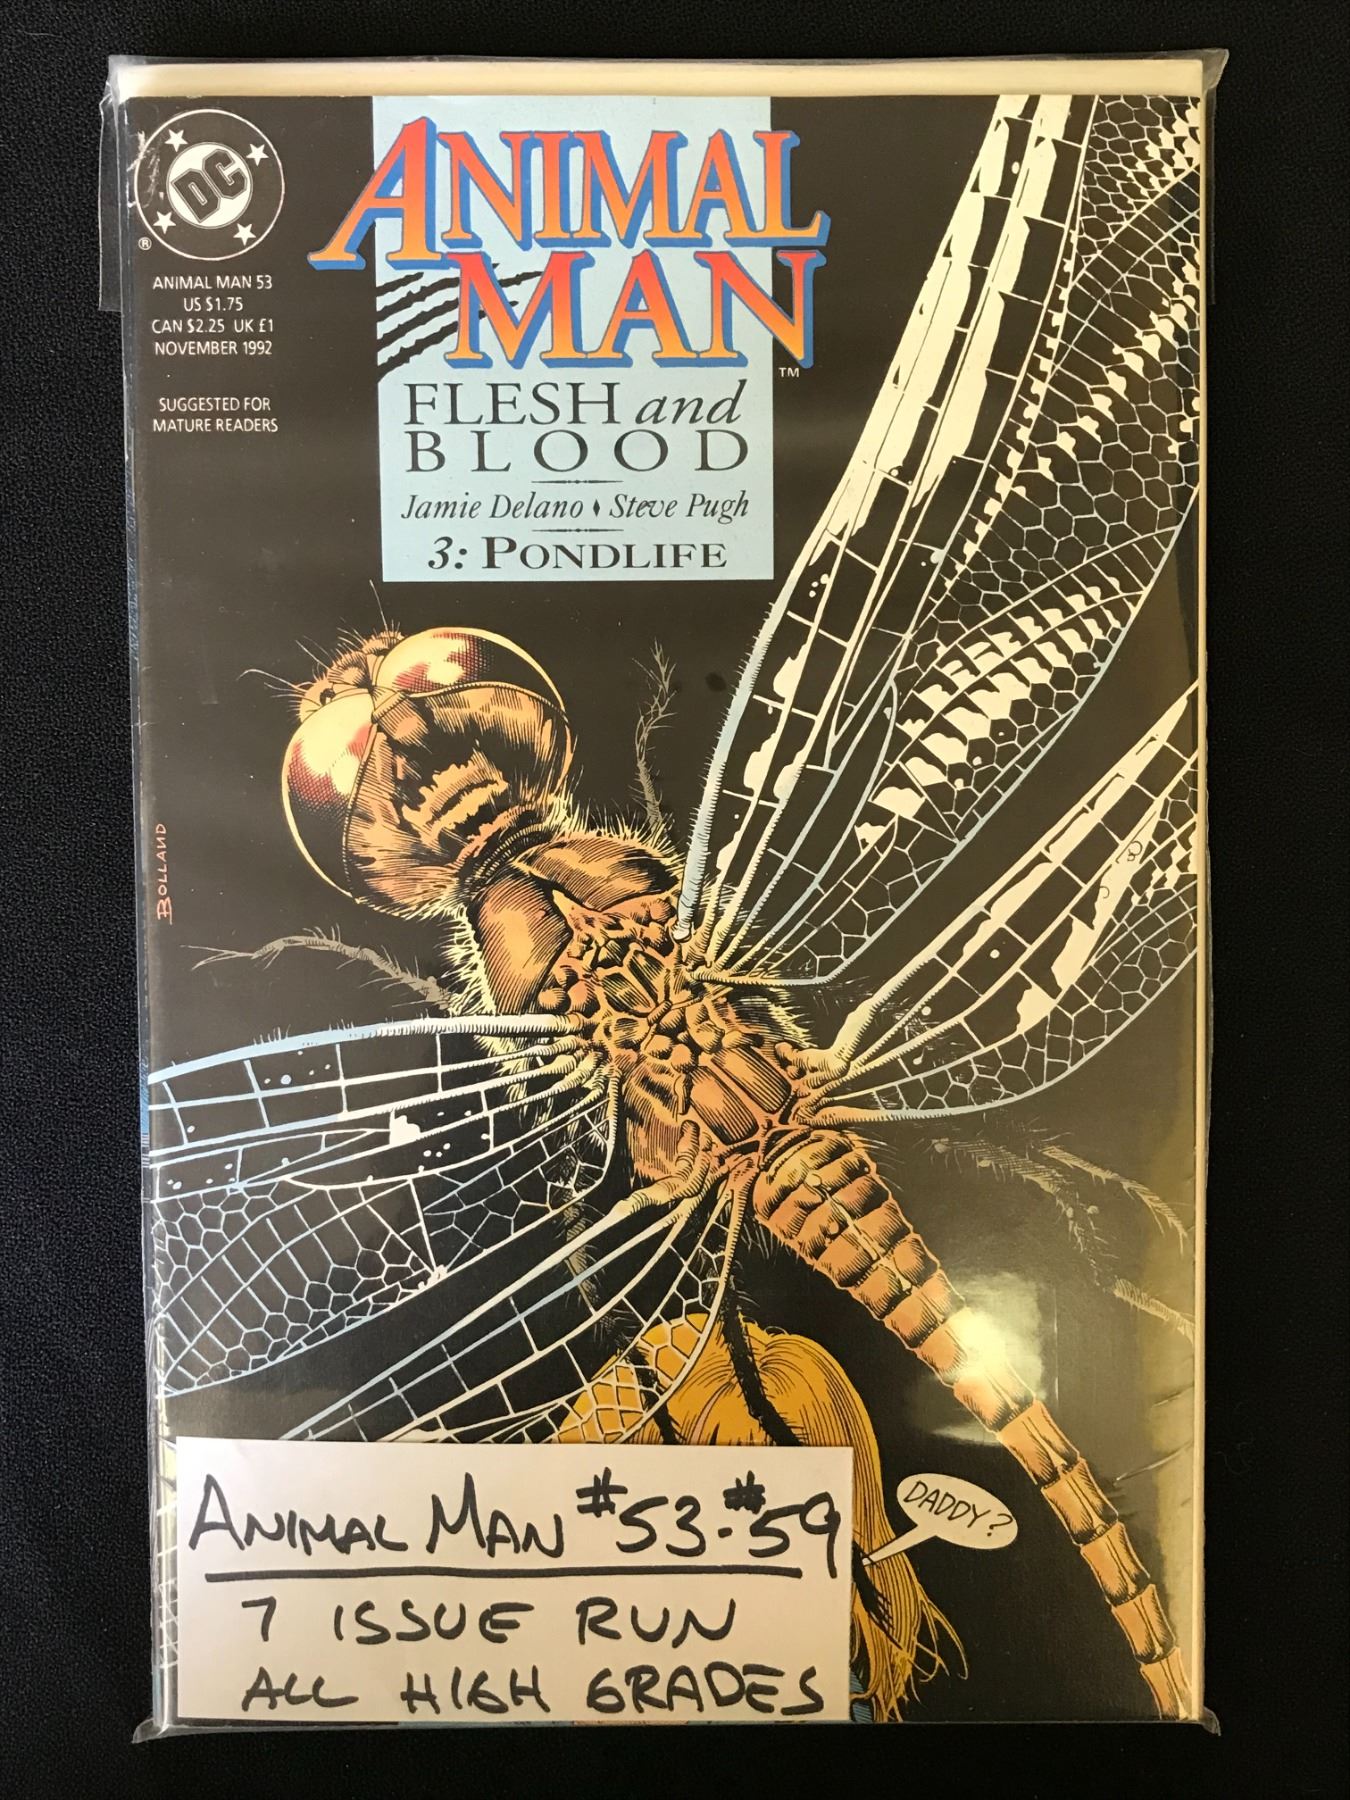 DC
®
ANIMAL MAN 53
US $1.75
CAN $2.25 UK £1
NOVEMBER 1992
SUGGESTED FOR
MATURE READERS
ANIMAL
MAN
TM
FLESH and
BLOOD
Jamie Delano ♦ Steve Pugh
3: PONDLIFE
BOLLAND
DADDY?
ANIMAL MAN #53-#59
7 ISSUE RUN
ALL HIGH GRADES